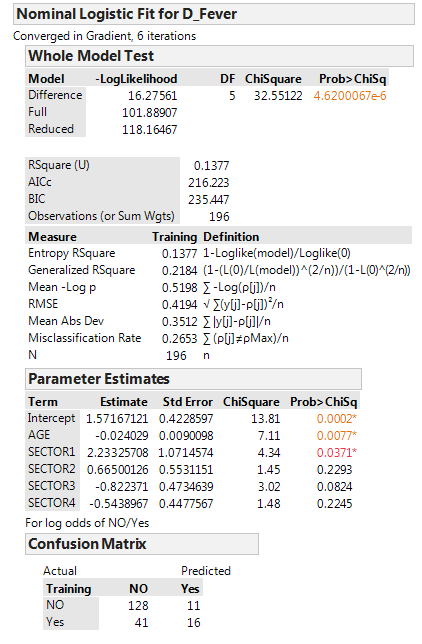 Nominal Logistic Fit for D_Fever
Converged in Gradient, 6 iterations
Whole Model Test
Model -LogLikelihood DF ChiSquare Prob>ChiSq
Difference 16.27561 5 32.55122 4.6200067e-6
Full 101.88907
Reduced 118.16467
RSquare (U) 0.1377
AICc 216.223
BIC 235.447
Observations (or Sum Wgts) 196
Measure Training Definition
Entropy RSquare 0.1377 1-Loglike(model)/Loglike(0)
Generalized RSquare 0.2184 (1-(L(0)/L(model))^(2/n))/(1-L(0)^(2/n))
Mean -Log p 0.5198 ∑ -Log(ρ[j])/n
RMSE 0.4194 √ ∑(y[j]-ρ[j])²/n
Mean Abs Dev 0.3512 ∑ |y[j]-ρ[j]|/n
Misclassification Rate 0.2653 ∑ (ρ[j]≠ρMax)/n
N 196 n
Parameter Estimates
Term Estimate Std Error ChiSquare Prob>ChiSq
Intercept 1.57167121 0.4228597 13.81 0.0002*
AGE -0.024029 0.0090098 7.11 0.0077*
SECTOR1 2.23325708 1.0714574 4.34 0.0371*
SECTOR2 0.66500126 0.5531151 1.45 0.2293
SECTOR3 -0.822371 0.4734639 3.02 0.0824
SECTOR4 -0.5438967 0.4477567 1.48 0.2245
For log odds of NO/Yes
Confusion Matrix
Actual Predicted
Training NO Yes
NO 128 11
Yes 41 16